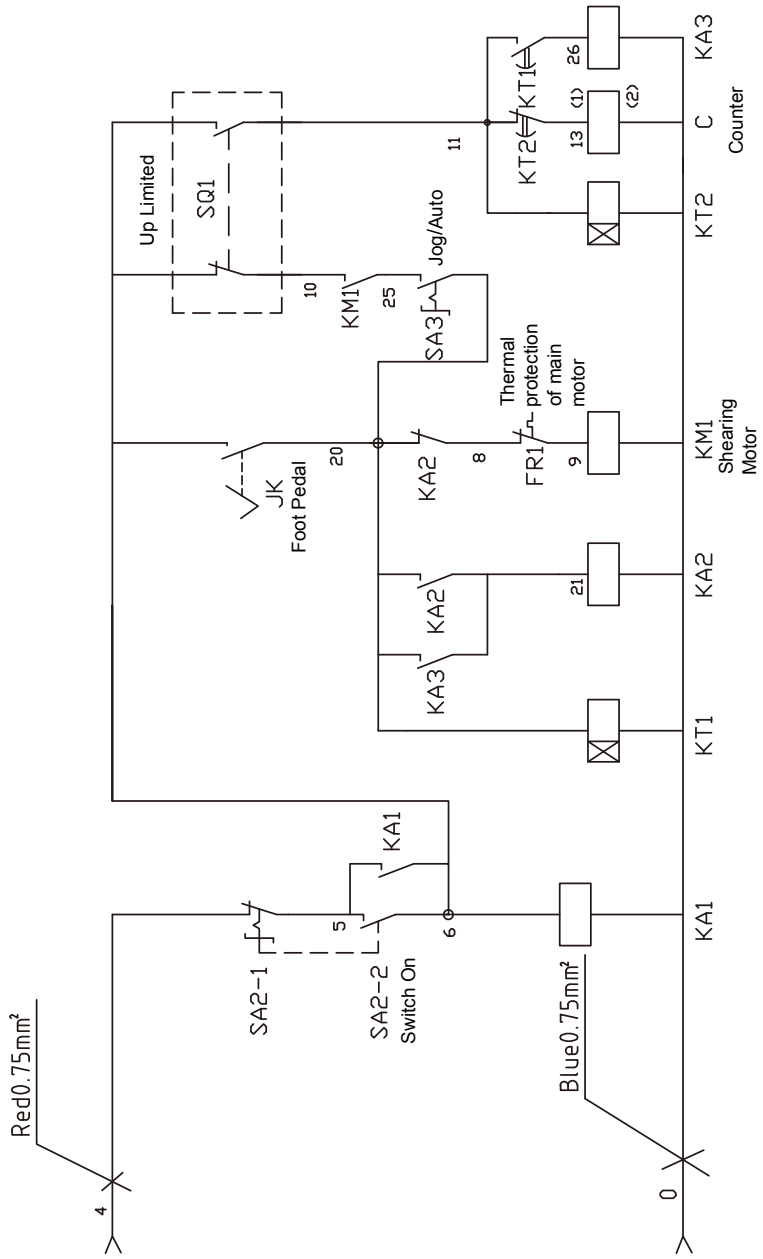 Red0.75mm²
4
SA2-1
5
SA2-2
Switch On
KA1
6
Blue0.75mm²
0
KA1
KT1
KA3
KA2
21
KA2
JK
Foot Pedal
20
KA2
8
FR1
Thermal
protection
of main
motor
9
KM1
Shearing
Motor
Up Limited
SQ1
10
KM1
25
SA3
Jog/Auto
11
KT2
KT2
13
(1)
(2)
C
Counter
KT1
26
KA3